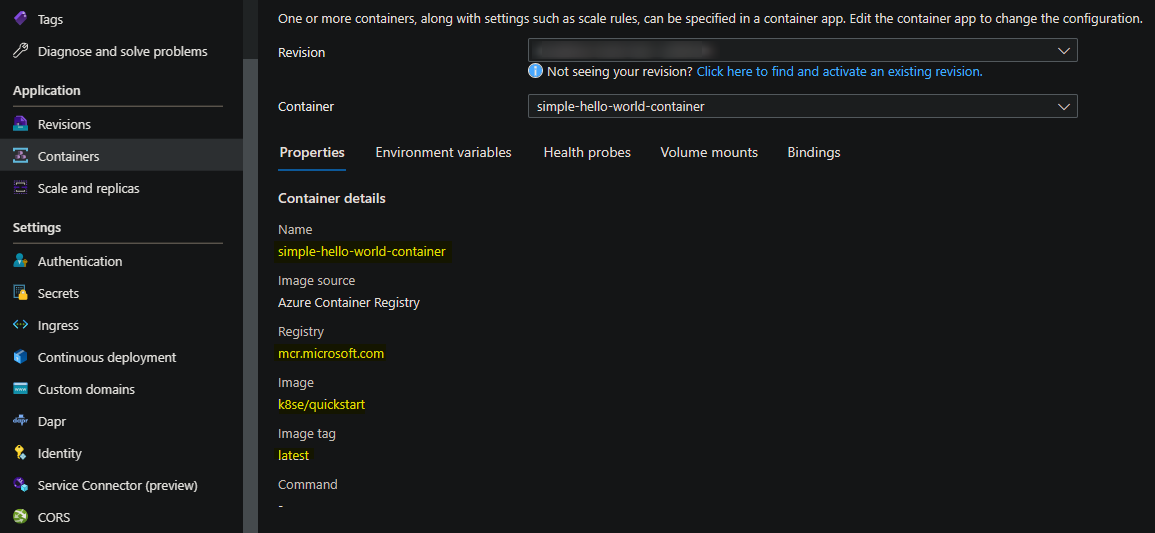 Tags
Diagnose and solve problems
Application
Revisions
Containers
Scale and replicas
Settings
Authentication
Secrets
Ingress
Continuous deployment
Custom domains
Dapr
Identity
Service Connector (preview)
CORS
One or more containers, along with settings such as scale rules, can be specified in a container app. Edit the container app to change the configuration.
Revision
Not seeing your revision? Click here to find and activate an existing revision.
Container
simple-hello-world-container
Properties Environment variables Health probes Volume mounts Bindings
Container details
Name
simple-hello-world-container
Image source
Azure Container Registry
Registry
mcr.microsoft.com
Image
k8se/quickstart
Image tag
latest
Command
-